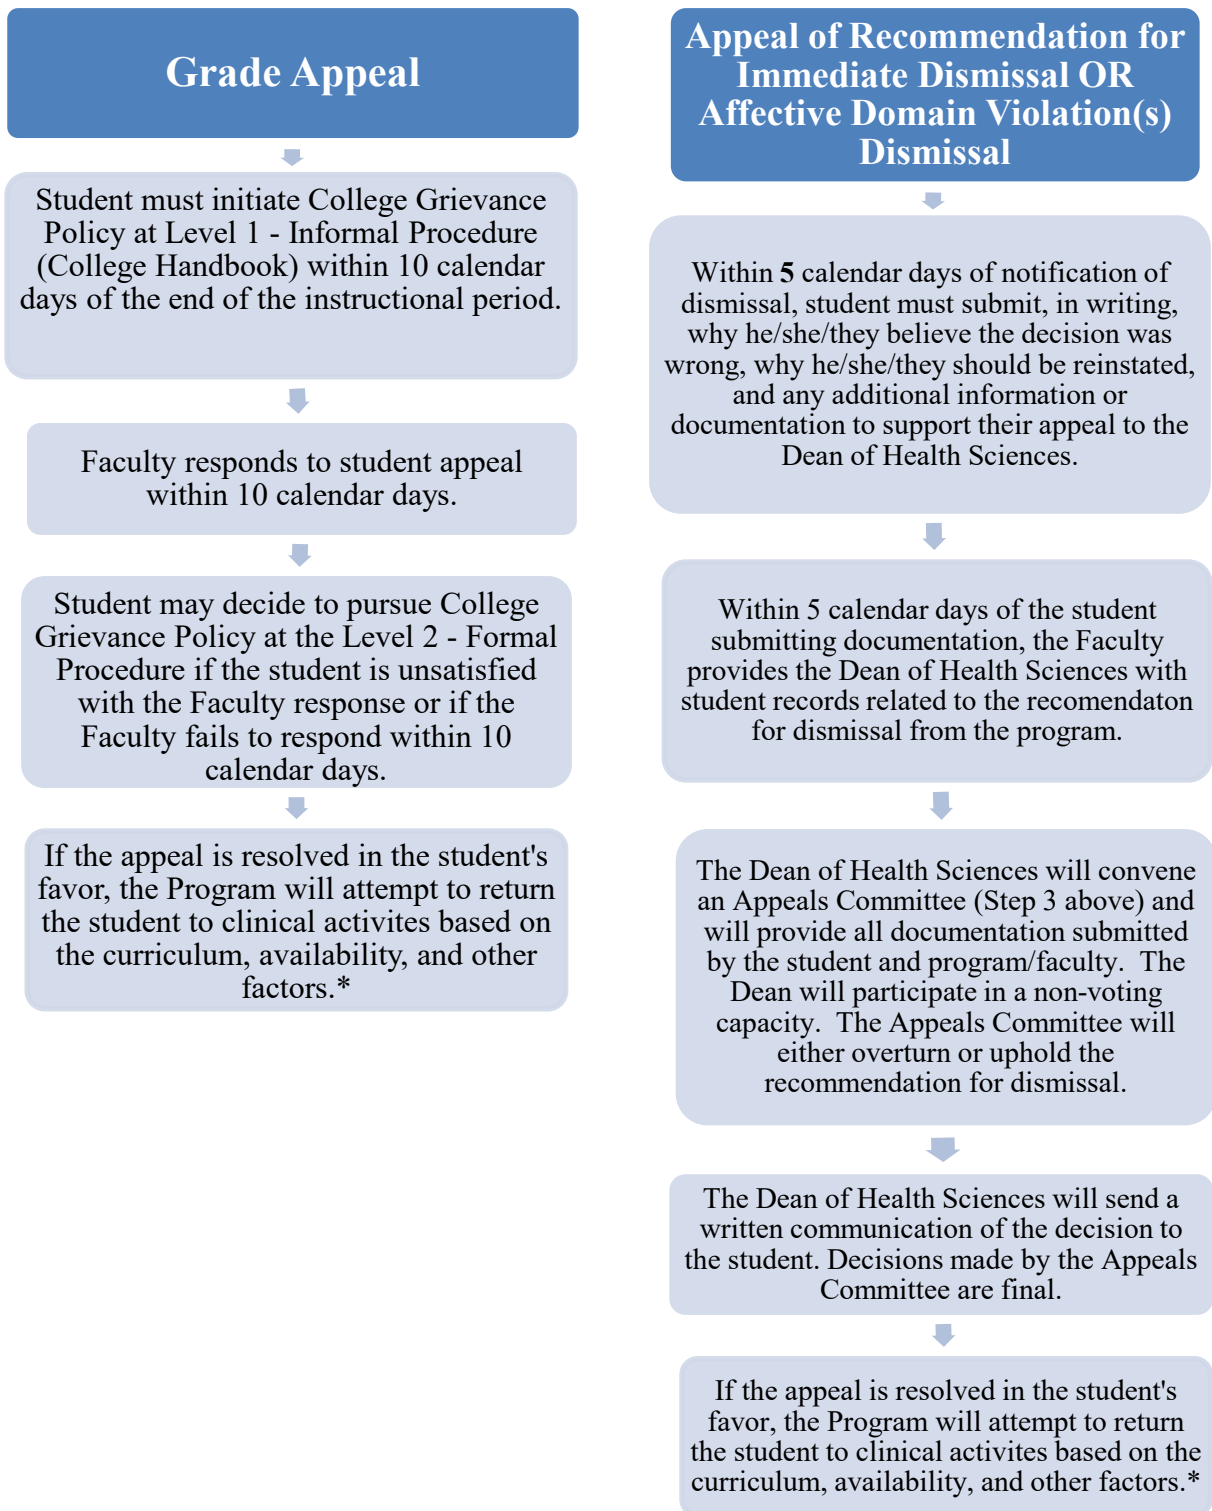 Grade Appeal
Student must initiate College Grievance
Policy at Level 1 - Informal Procedure
(College Handbook) within 10 calendar
days of the end of the instructional period.
Faculty responds to student appeal
within 10 calendar days.
Student may decide to pursue College
Grievance Policy at the Level 2 - Formal
Procedure if the student is unsatisfied
with the Faculty response or if the
Faculty fails to respond within 10
calendar days.
If the appeal is resolved in the student's
favor, the Program will attempt to return
the student to clinical activites based on
the curriculum, availability, and other
factors.*
Appeal of Recommendation for
Immediate Dismissal OR
Affective Domain Violation(s)
Dismissal
Within 5 calendar days of notification of
dismissal, student must submit, in writing,
why he/she/they believe the decision was
wrong, why he/she/they should be reinstated,
and any additional information or
documentation to support their appeal to the
Dean of Health Sciences.
Within 5 calendar days of the student
submitting documentation, the Faculty
provides the Dean of Health Sciences with
student records related to the recomendaton
for dismissal from the program.
The Dean of Health Sciences will convene
an Appeals Committee (Step 3 above) and
will provide all documentation submitted
by the student and program/faculty.  The
Dean will participate in a non-voting
capacity.  The Appeals Committee will
either overturn or uphold the
recommendation for dismissal.
The Dean of Health Sciences will send a
written communication of the decision to
the student. Decisions made by the Appeals
Committee are final.
If the appeal is resolved in the student's
favor, the Program will attempt to return
the student to clinical activites based on the
curriculum, availability, and other factors.*